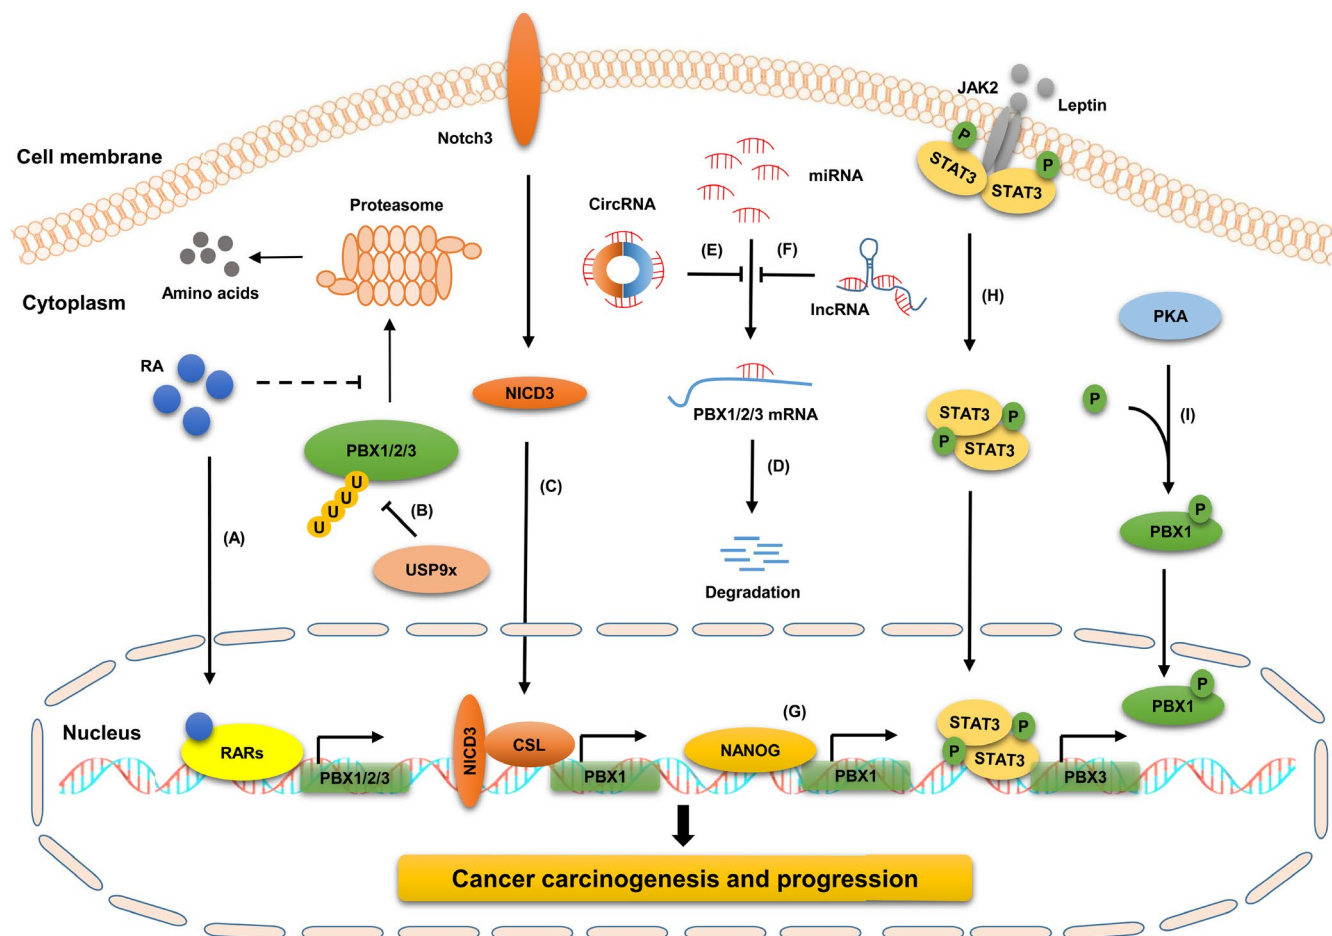 JAK2
Leptin
Notch3
P
Cell membrane
STAT3
P
STAT3
miRNA
Proteasome
CircRNA
(E)
(F)
Amino acids
Cytoplasm
lncRNA
(H)
PKA
RA
NICD3
P
PBX1/2/3 mRNA
STAT3
P
P
STAT3
(I)
PBX1/2/3
U
U
U
U
(B)
(C)
(D)
P
PBX1
(A)
USP9x
Degradation
P
PBX1
Nucleus
RARs
NICD3
CSL
(G)
NANOG
STAT3
P
P
STAT3
PBX1/2/3
PBX1
PBX1
PBX3
Cancer carcinogenesis and progression